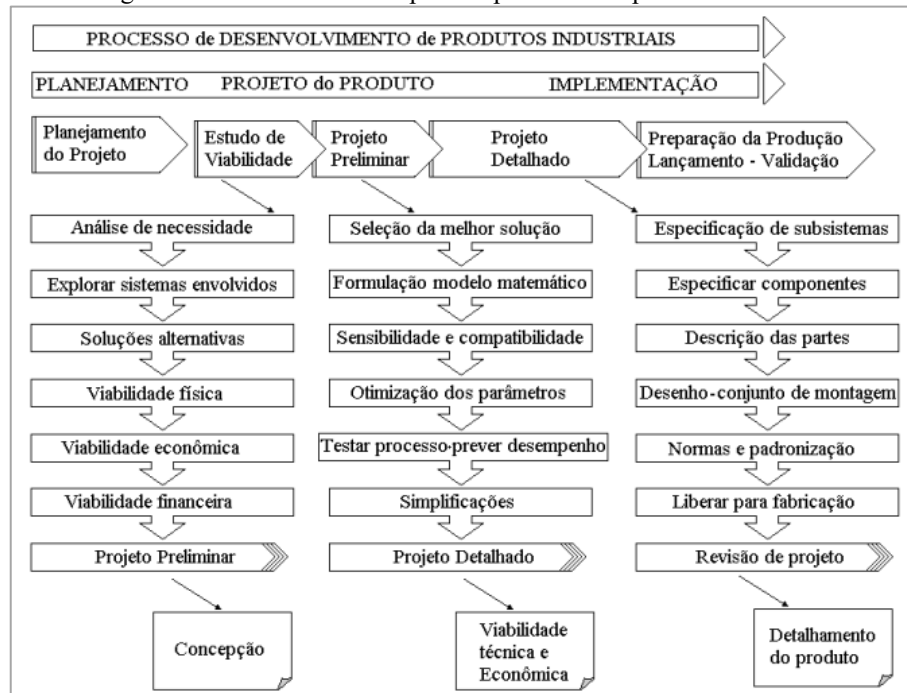 PROCESSO de DESENVOLVIMENTO de PRODUTOS INDUSTRIAIS
PLANEJAMENTO PROJETO do PRODUTO IMPLEMENTAÇÃO
Planejamento
do Projeto
Estudo de
Viabilidade
Projeto
Preliminar
Projeto
Detalhado
Preparação da Produção
Lançamento - Validação
Análise de necessidade
Explorar sistemas envolvidos
Soluções alternativas
Viabilidade física
Viabilidade econômica
Viabilidade financeira
Projeto Preliminar
Concepção
Seleção da melhor solução
Formulação modelo matemático
Sensibilidade e compatibilidade
Otimização dos parâmetros
Testar processo-prever desempenho
Simplificações
Projeto Detalhado
Viabilidade
técnica e
Econômica
Especificação de subsistemas
Especificar componentes
Descrição das partes
Desenho-conjunto de montagem
Normas e padronização
Liberar para fabricação
Revisão de projeto
Detalhamento
do produto